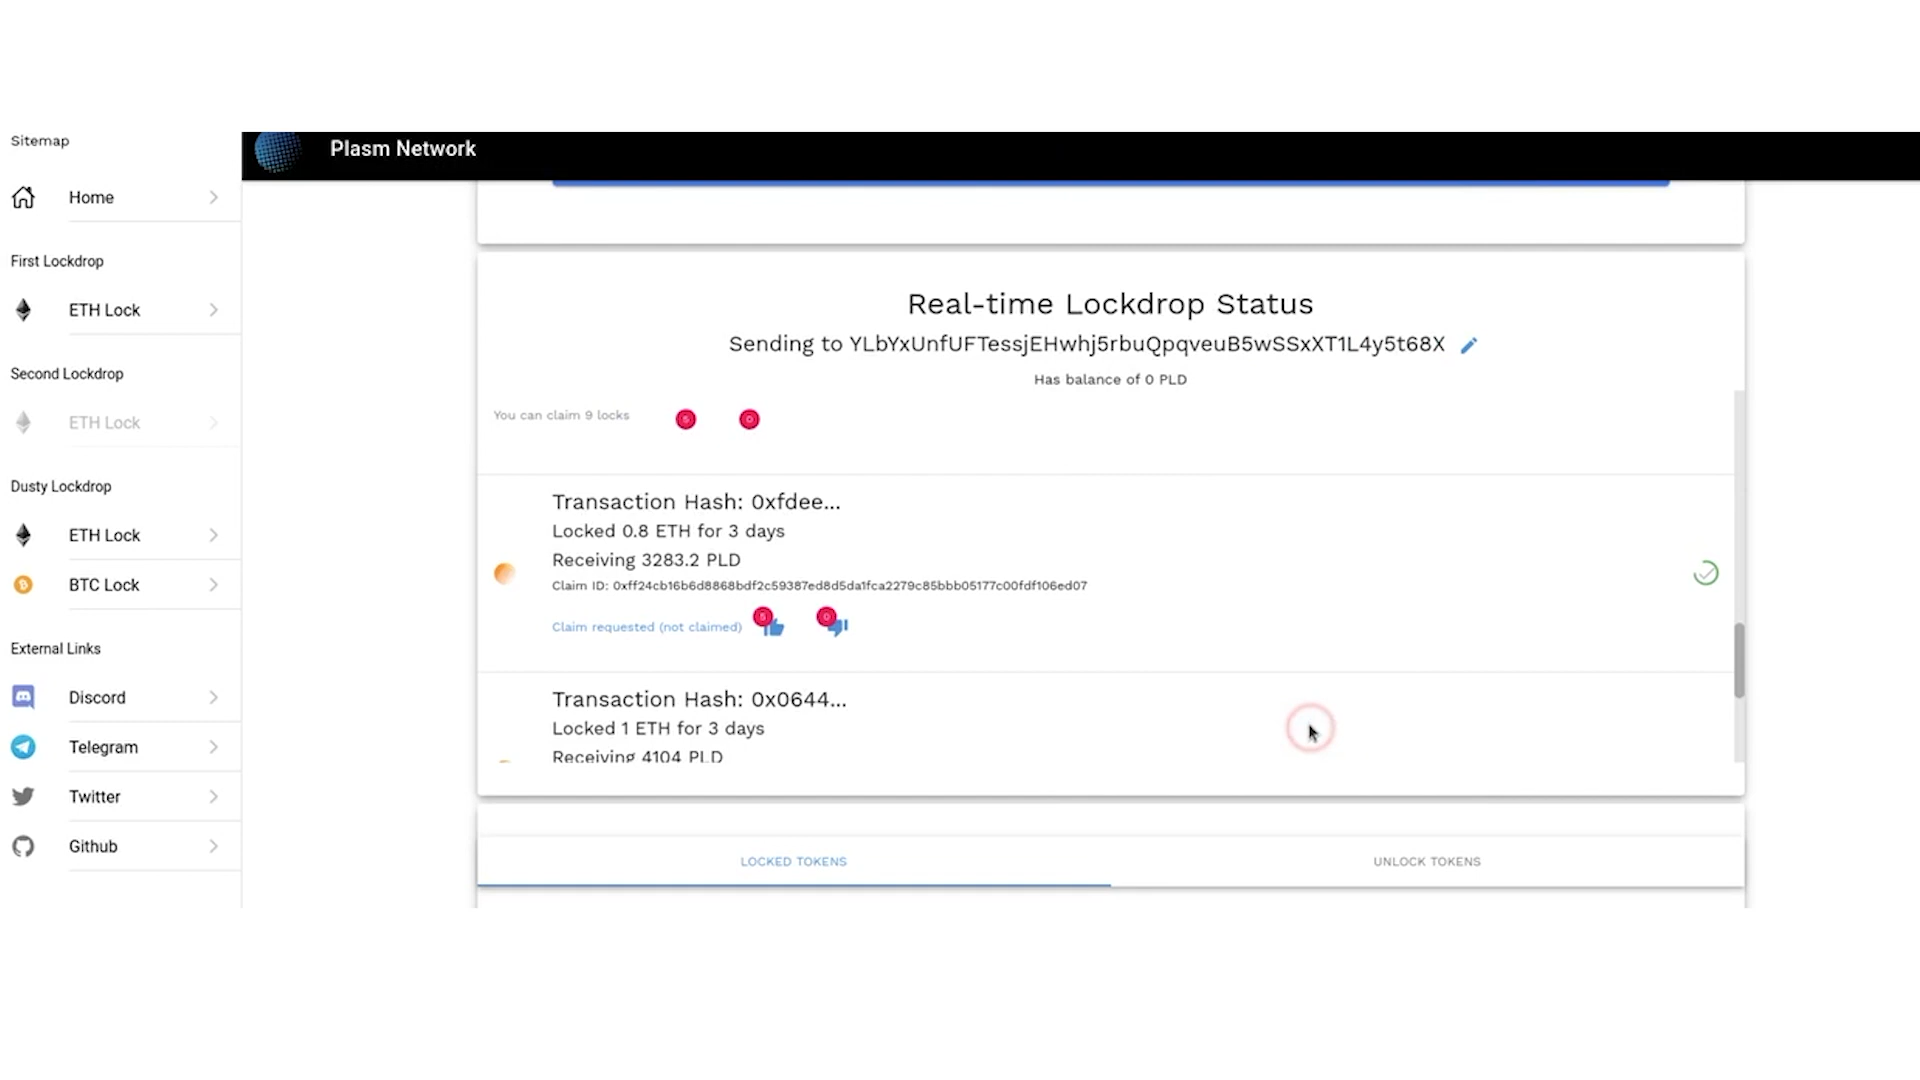 Sitemap
Plasm Network
Home
First Lockdrop
ETH Lock
Second Lockdrop
ETH Lock
Dusty Lockdrop
ETH Lock
BTC Lock
External Links
Discord
Telegram
Twitter
Github
Real-time Lockdrop Status
Sending to YLbYxUnfUFTessjEHwhj5rbuQpqveuB5wSSxXT1L4y5t68X
Has balance of 0 PLD
You can claim 9 locks
5 0
Transaction Hash: 0xfdee...
Locked 0.8 ETH for 3 days
Receiving 3283.2 PLD
Claim ID: 0xff24cb16b6d8868bdf2c59387ed8d5da1fca2279c85bbb05177c00fdf106ed07
Claim requested (not claimed) 5 0
Transaction Hash: 0x0644...
Locked 1 ETH for 3 days
Receiving 4104 PLD
LOCKED TOKENS
UNLOCK TOKENS